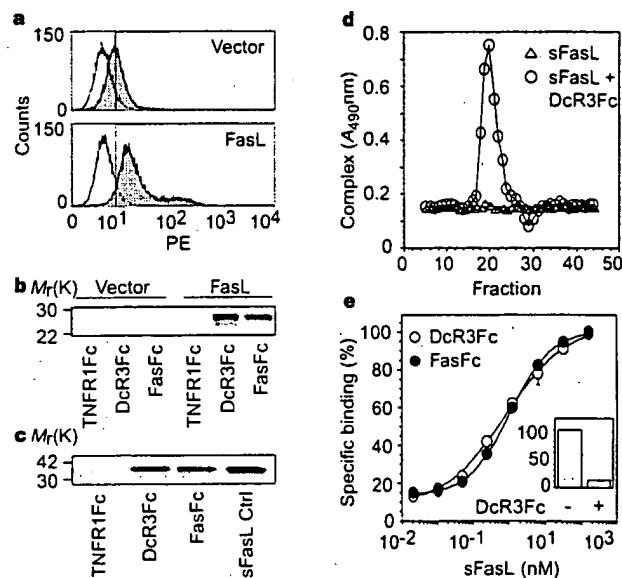 a
150
Vector
0
Counts
150
FasL
0
0 10¹ 10² 10³ 10⁴
PE
b Mr(K) Vector FasL
30
22
TNFR1Fc
DcR3Fc
FasFc
TNFR1Fc
DcR3Fc
FasFc
c Mr(K)
42
30
TNFR1Fc
DcR3Fc
FasFc
sFasL Ctrl
d
Complex (A490nm)
0.8
0.6
0.4
0.2
0
sFasL
sFasL +
DcR3Fc
0 10 20 30 40 50
Fraction
e
Specific binding (%)
100
80
60
40
20
0
DcR3Fc
FasFc
100
50
0
DcR3Fc - +
10⁻² 10⁻¹ 10¹ 10³
sFasL (nM)